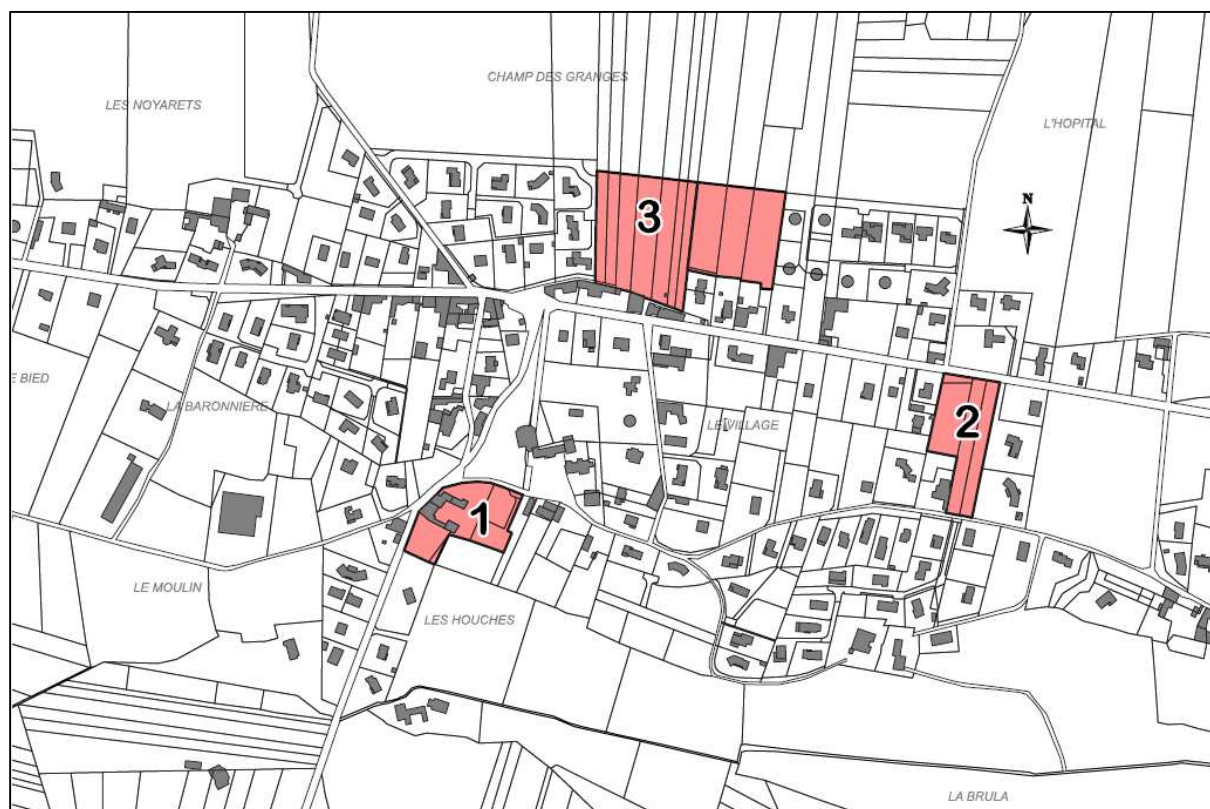 CHAMP DES GRANGES
LES NOYARETS
L'HOPITAL
N
3
E BIED
LA BARONNIERE
LE VILLAGE
2
1
LE MOULIN
LES HOUCHES
LA BRULA